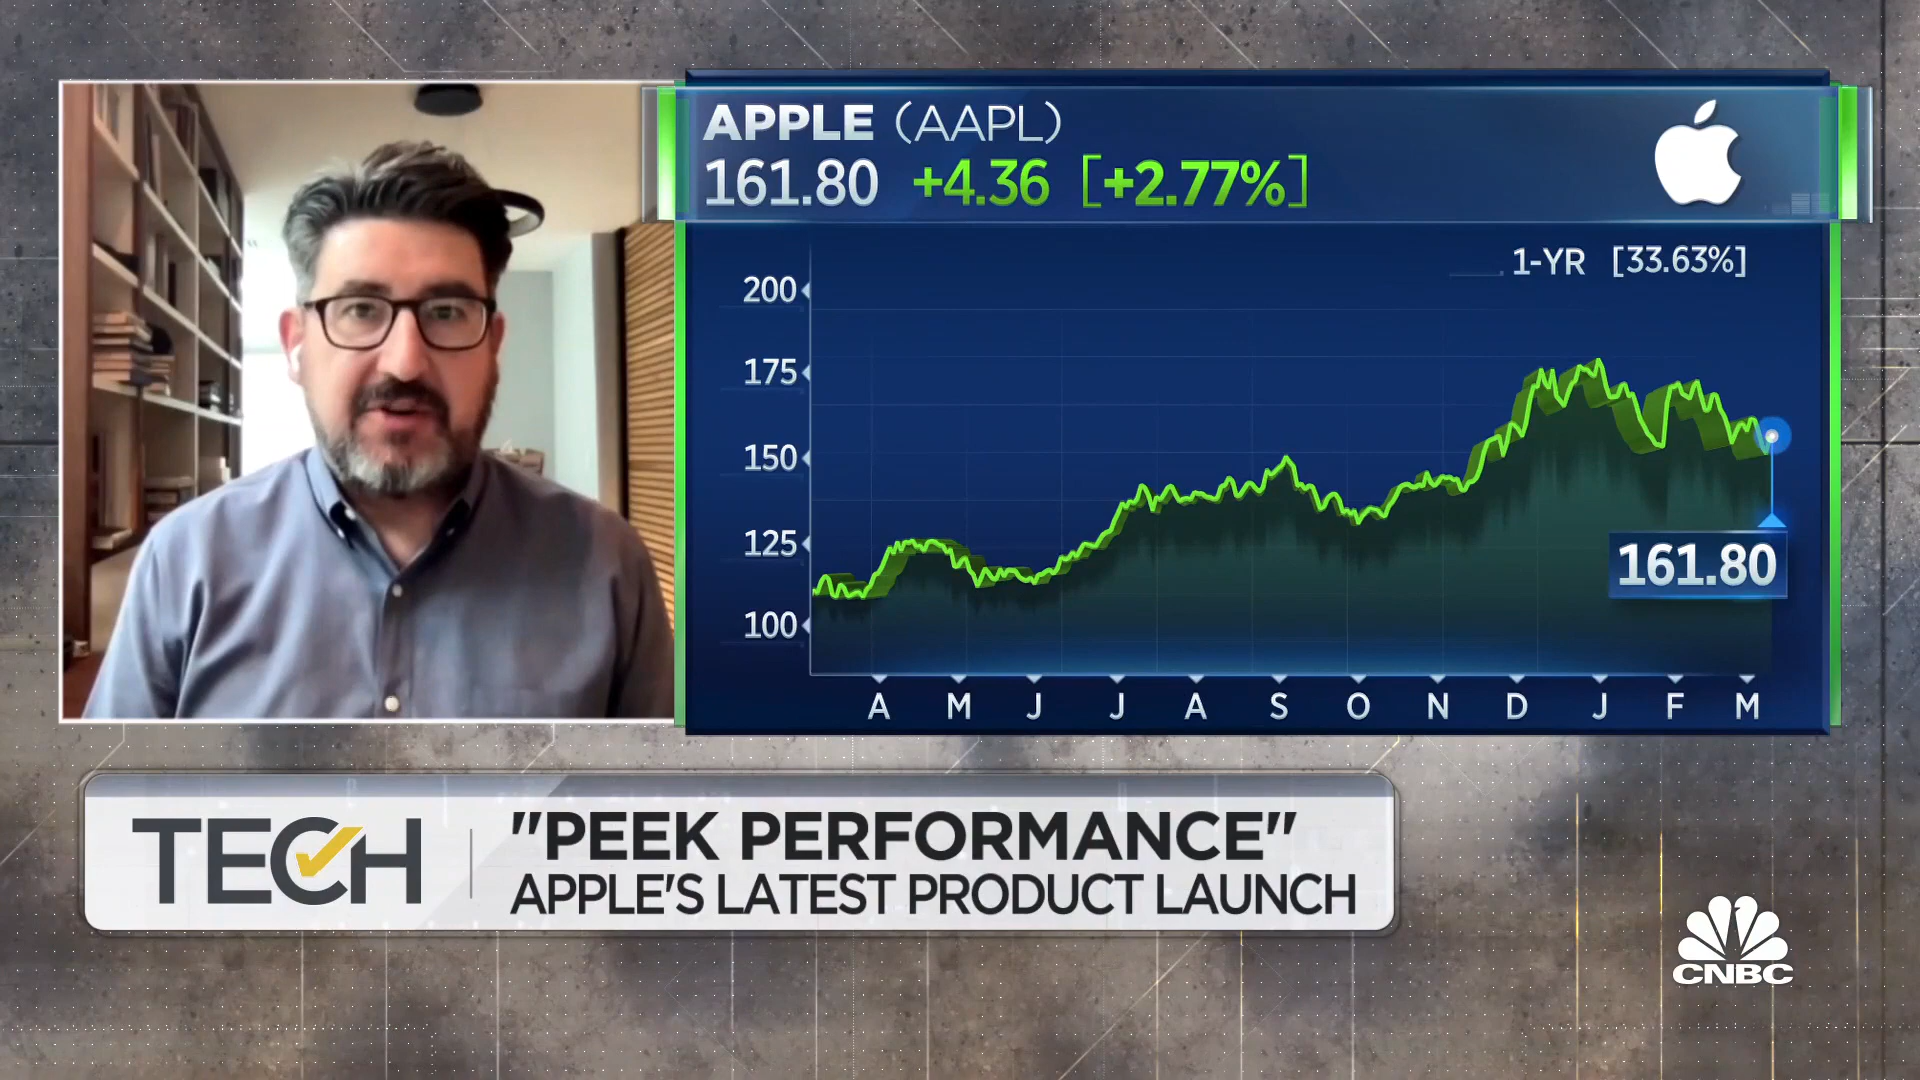 APPLE (AAPL)
161.80 +4.36 [+2.77%]
1-YR [33.63%]
200
175
150
125
100
161.80
A M J J A S O N D J F M
TECH
"PEEK PERFORMANCE"
APPLE'S LATEST PRODUCT LAUNCH
CNBC